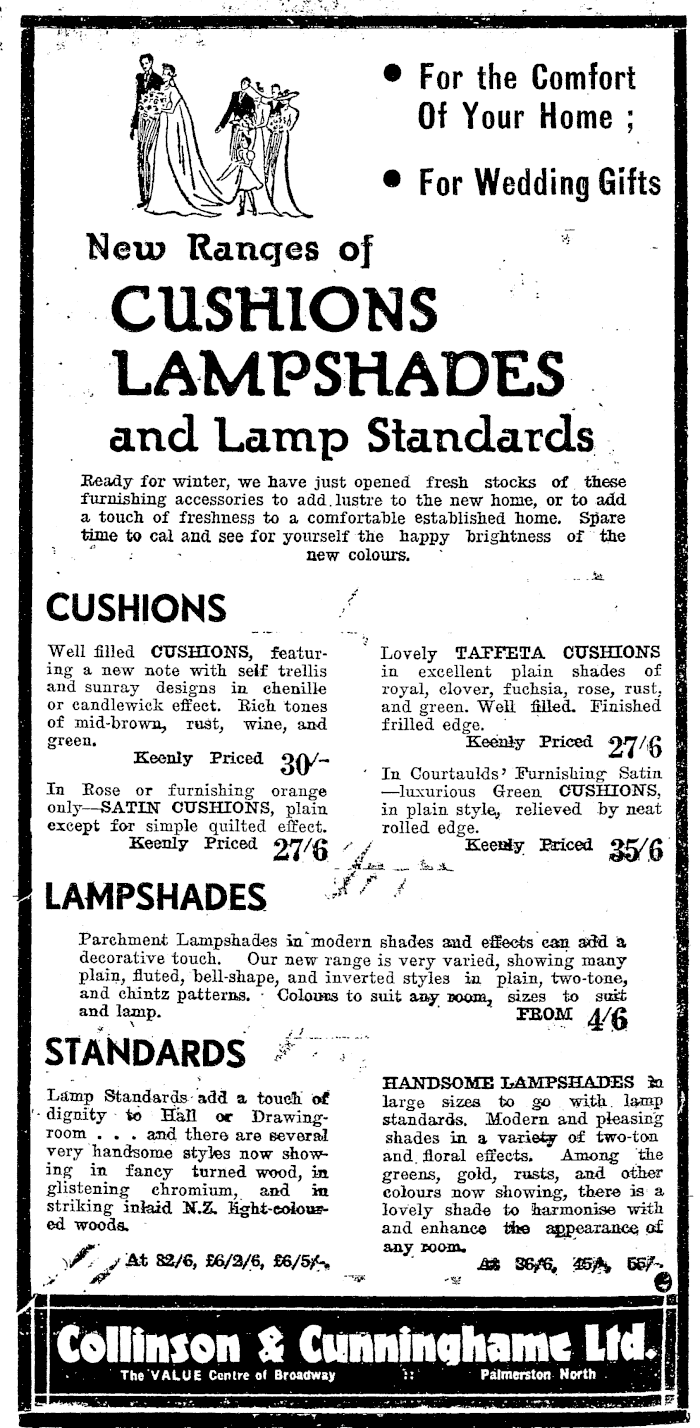 • For the Comfort
Of Your Home ;
• For Wedding Gifts
New Ranges of
CUSHIONS
LAMPSHADES
and Lamp Standards
Ready for winter, we have just opened fresh stocks of these
furnishing accessories to add lustre to the new home, or to add
a touch of freshness to a comfortable established home. Spare
time to cal and see for yourself the happy brightness of the
new colours.
CUSHIONS
Well filled CUSHIONS, featur-
ing a new note with self trellis
and sunray designs in chenille
or candlewick effect. Rich tones
of mid-brown, rust, wine, and
green.
Keenly Priced 30/-
In Rose or furnishing orange
only—SATIN CUSHIONS, plain
except for simple quilted effect.
Keenly Priced 27/6
Lovely TAFFETA CUSHIONS
in excellent plain shades of
royal, clover, fuchsia, rose, rust,
and green. Well filled. Finished
frilled edge.
Keenly Priced 27/6
In Courtaulds' Furnishing Satin
—luxurious Green CUSHIONS,
in plain style, relieved by neat
rolled edge.
Keenly Priced 35/6
LAMPSHADES
Parchment Lampshades in modern shades and effects can add a
decorative touch. Our new range is very varied, showing many
plain, fluted, bell-shape, and inverted styles in plain, two-tone,
and chintz patterns. Colours to suit any room, sizes to suit
and lamp. FROM 4/6
STANDARDS
Lamp Standards add a touch of
dignity to Hall or Drawing-
room . . . and there are several
very handsome styles now show-
ing in fancy turned wood, in
glistening chromium, and in
striking inlaid N.Z. light-colour-
ed woods.
At 32/6, £6/2/6, £6/5/-.
HANDSOME LAMPSHADES in
large sizes to go with lamp
standards. Modern and pleasing
shades in a variety of two-ton
and floral effects. Among the
greens, gold, rusts, and other
colours now showing, there is a
lovely shade to harmonise with
and enhance the appearance of
any room.
At 36/6, 45/-, 55/-
Collinson & Cunninghame Ltd.
The VALUE Centre of Broadway :: Palmerston North